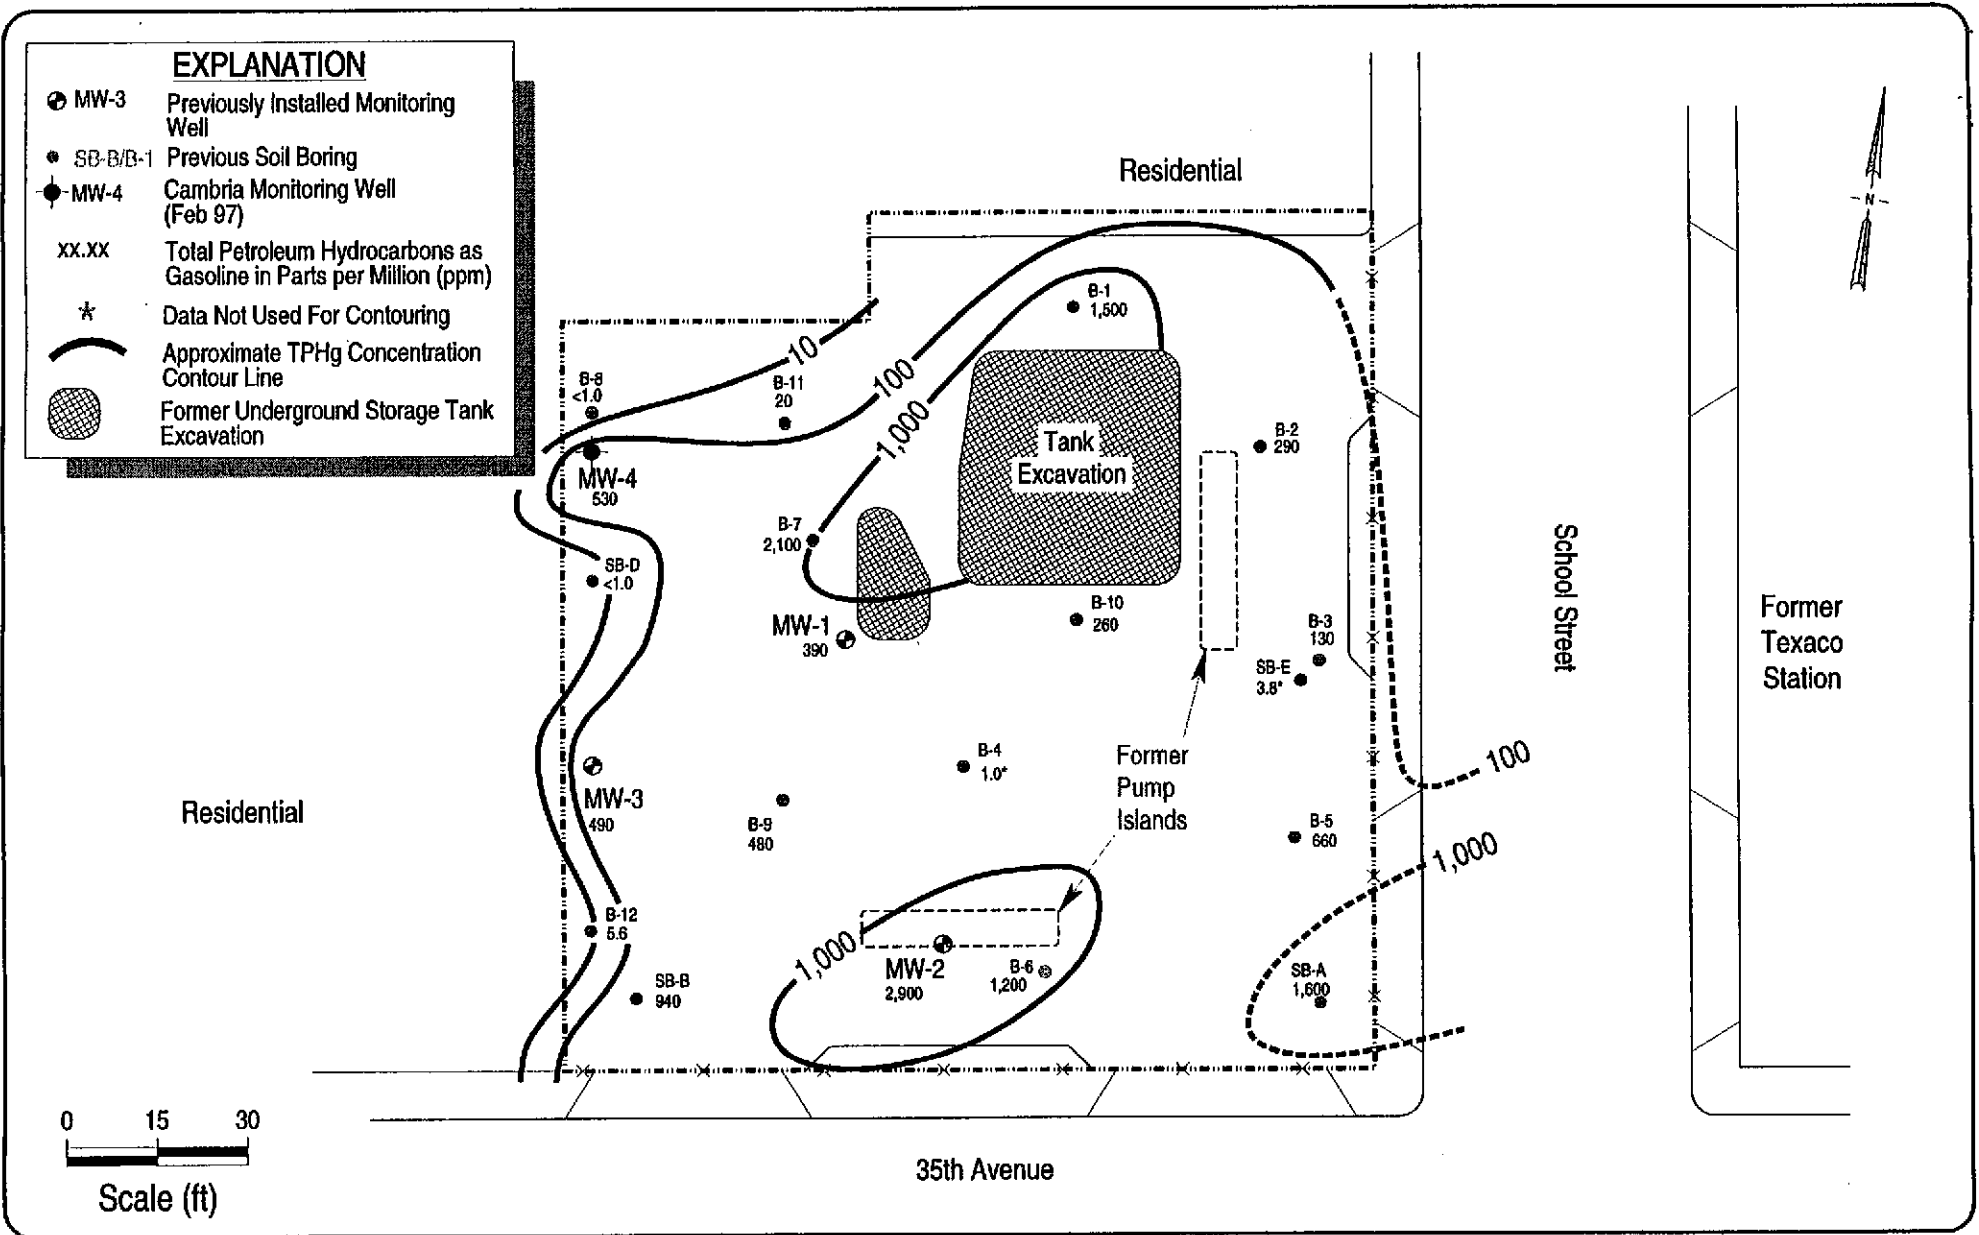 EXPLANATION
MW-3 Previously Installed Monitoring
Well
SB-B/B-1 Previous Soil Boring
MW-4 Cambria Monitoring Well
(Feb 97)
xx.xx Total Petroleum Hydrocarbons as
Gasoline in Parts per Million (ppm)
* Data Not Used For Contouring
Approximate TPHg Concentration
Contour Line
Former Underground Storage Tank
Excavation
Residential
N
B-1
1,500
10
100
1,000
B-8
<1.0
B-11
20
Tank
Excavation
B-2
290
MW-4
530
B-7
2,100
SB-D
<1.0
MW-1
390
B-10
260
B-3
130
SB-E
3.8*
School Street
Former
Texaco
Station
MW-3
490
B-9
480
B-4
1.0*
Former
Pump
Islands
100
B-5
660
1,000
Residential
B-12
5.6
SB-B
940
1,000
MW-2
2,900
B-6
1,200
SB-A
1,600
0 15 30
Scale (ft)
35th Avenue